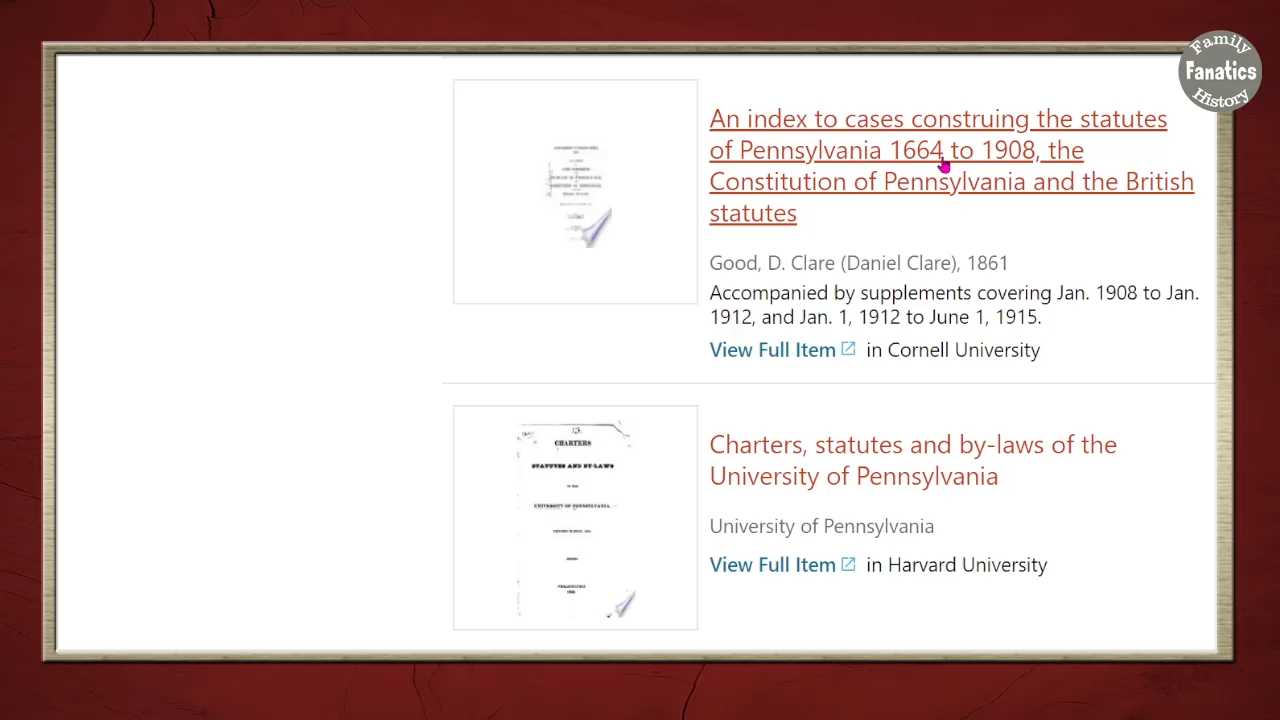 Family
Fanatics
History
An index to cases construing the statutes
of Pennsylvania 1664 to 1908, the
Constitution of Pennsylvania and the British
statutes
Good, D. Clare (Daniel Clare), 1861
Accompanied by supplements covering Jan. 1908 to Jan.
1912, and Jan. 1, 1912 to June 1, 1915.
View Full Item in Cornell University
CHARTERS
STATUTES AND BY-LAWS
OF THE
UNIVERSITY OF PENNSYLVANIA.
PHILADELPHIA
Charters, statutes and by-laws of the
University of Pennsylvania
University of Pennsylvania
View Full Item in Harvard University